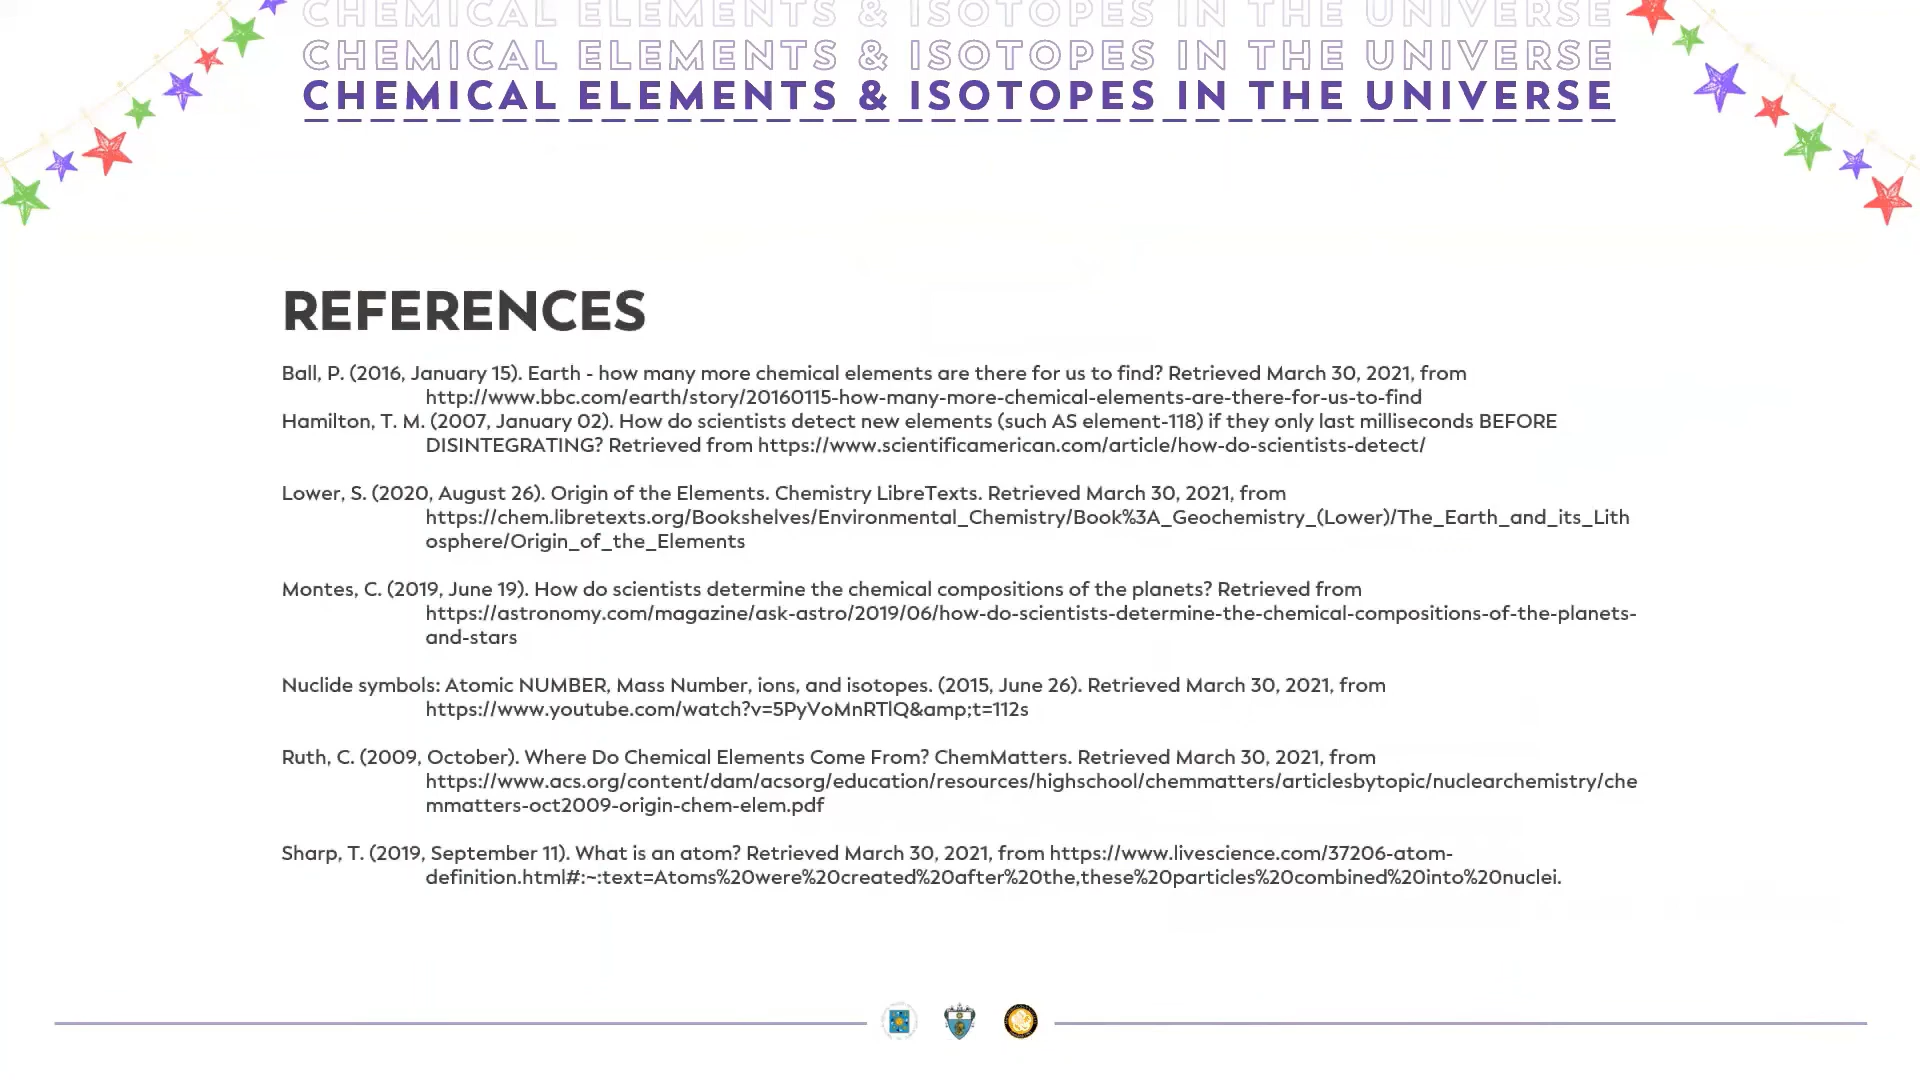 CHEMICAL ELEMENTS & ISOTOPES IN THE UNIVERSE
CHEMICAL ELEMENTS & ISOTOPES IN THE UNIVERSE
CHEMICAL ELEMENTS & ISOTOPES IN THE UNIVERSE
REFERENCES
Ball, P. (2016, January 15). Earth - how many more chemical elements are there for us to find? Retrieved March 30, 2021, from
http://www.bbc.com/earth/story/20160115-how-many-more-chemical-elements-are-there-for-us-to-find
Hamilton, T. M. (2007, January 02). How do scientists detect new elements (such AS element-118) if they only last milliseconds BEFORE
DISINTEGRATING? Retrieved from https://www.scientificamerican.com/article/how-do-scientists-detect/
Lower, S. (2020, August 26). Origin of the Elements. Chemistry LibreTexts. Retrieved March 30, 2021, from
https://chem.libretexts.org/Bookshelves/Environmental_Chemistry/Book%3A_Geochemistry_(Lower)/The_Earth_and_its_Lith
osphere/Origin_of_the_Elements
Montes, C. (2019, June 19). How do scientists determine the chemical compositions of the planets? Retrieved from
https://astronomy.com/magazine/ask-astro/2019/06/how-do-scientists-determine-the-chemical-compositions-of-the-planets-
and-stars
Nuclide symbols: Atomic NUMBER, Mass Number, ions, and isotopes. (2015, June 26). Retrieved March 30, 2021, from
https://www.youtube.com/watch?v=5PyVoMnRTlQ&amp;t=112s
Ruth, C. (2009, October). Where Do Chemical Elements Come From? ChemMatters. Retrieved March 30, 2021, from
https://www.acs.org/content/dam/acsorg/education/resources/highschool/chemmatters/articlesbytopic/nuclearchemistry/che
mmatters-oct2009-origin-chem-elem.pdf
Sharp, T. (2019, September 11). What is an atom? Retrieved March 30, 2021, from https://www.livescience.com/37206-atom-
definition.html#:~:text=Atoms%20were%20created%20after%20the,these%20particles%20combined%20into%20nuclei.